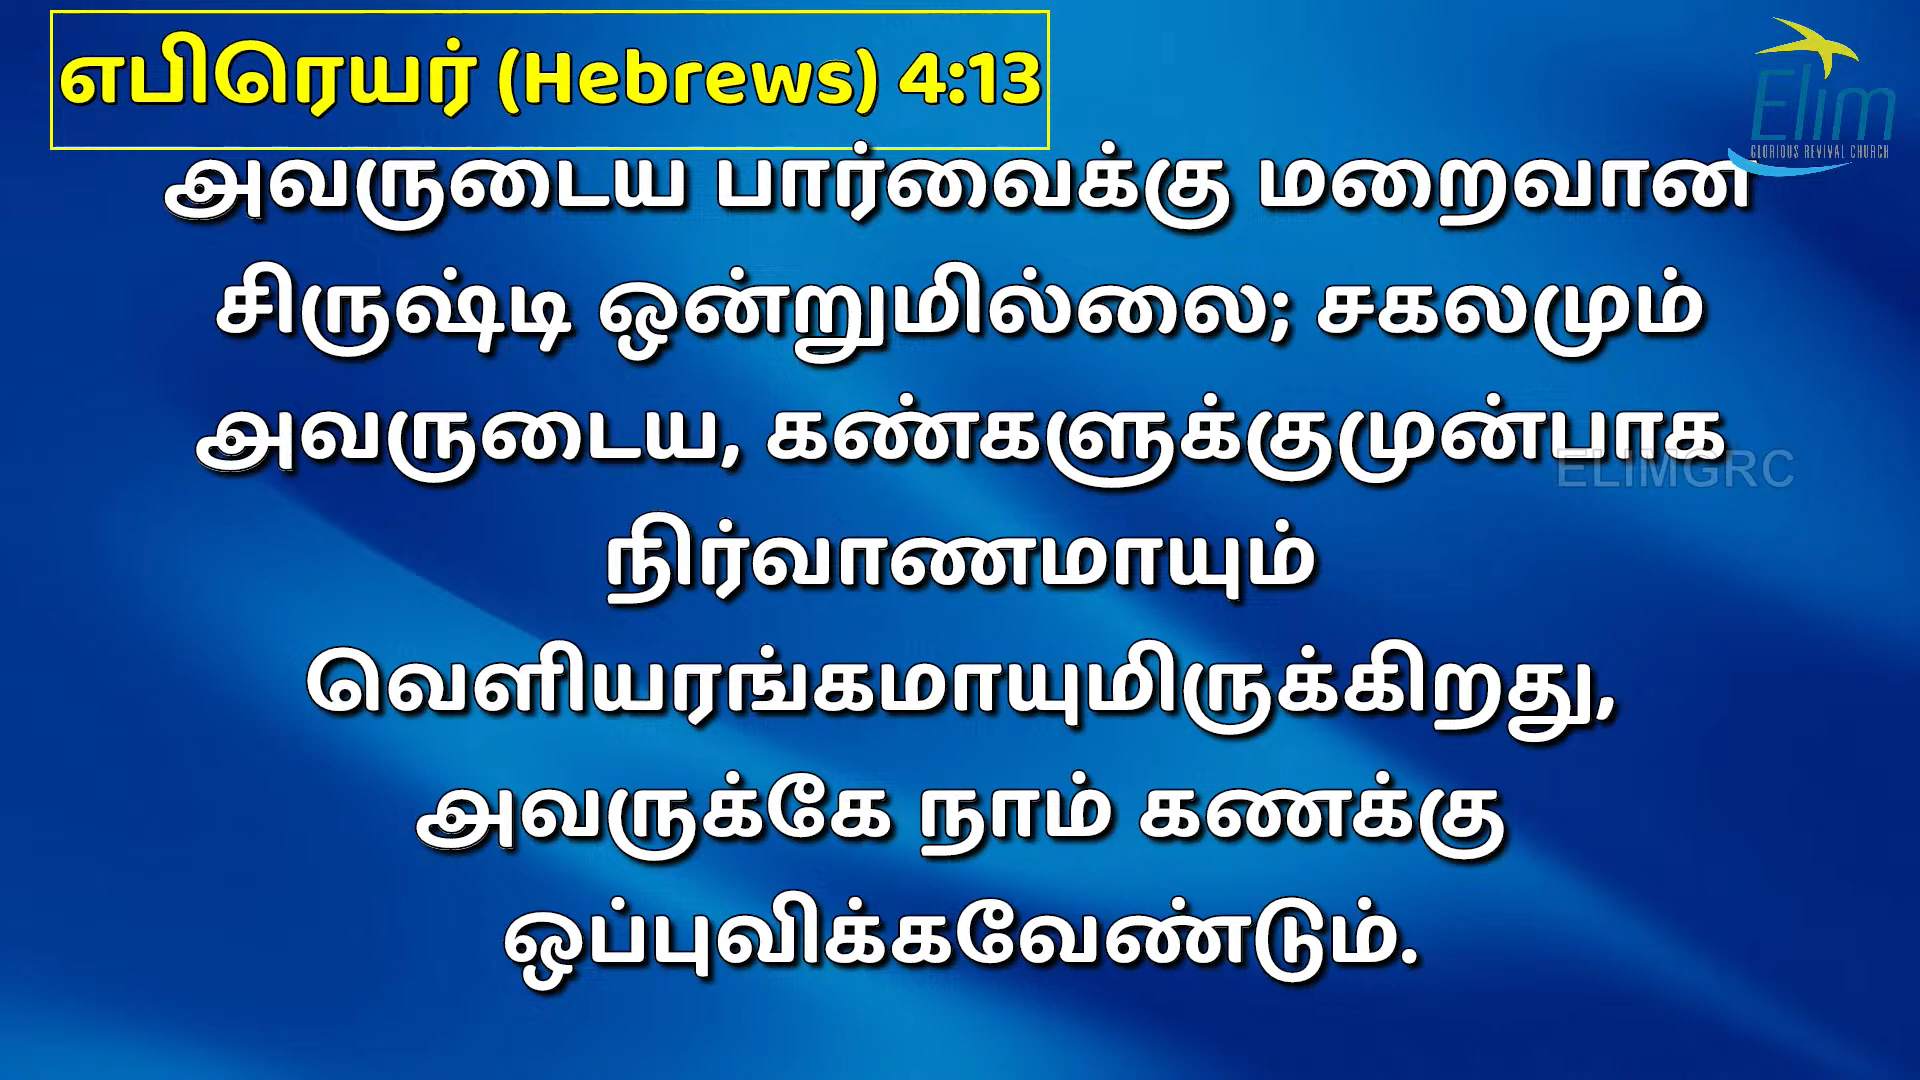 எபிரெயர் (Hebrews) 4:13
Elim
GLORIOUS REVIVAL CHURCH
அவருடைய பார்வைக்கு மறைவான
சிருஷ்டி ஒன்றுமில்லை; சகலமும்
அவருடைய, கண்களுக்குமுன்பாக
ELIMGRC
நிர்வாணமாயும்
வெளியரங்கமாயுமிருக்கிறது,
அவருக்கே நாம் கணக்கு
ஒப்புவிக்கவேண்டும்.